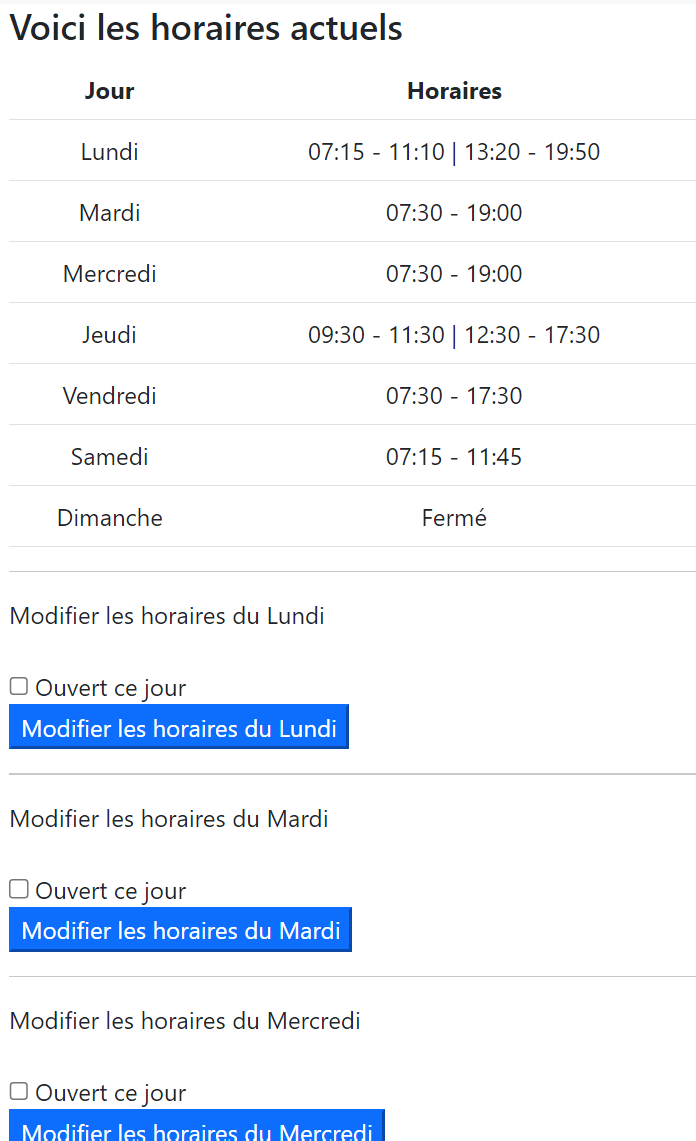 Voici les horaires actuels
Jour Horaires
Lundi 07:15 - 11:10 | 13:20 - 19:50
Mardi 07:30 - 19:00
Mercredi 07:30 - 19:00
Jeudi 09:30 - 11:30 | 12:30 - 17:30
Vendredi 07:30 - 17:30
Samedi 07:15 - 11:45
Dimanche Fermé
Modifier les horaires du Lundi
Ouvert ce jour
Modifier les horaires du Lundi
Modifier les horaires du Mardi
Ouvert ce jour
Modifier les horaires du Mardi
Modifier les horaires du Mercredi
Ouvert ce jour
Modifier les horaires du Mercredi